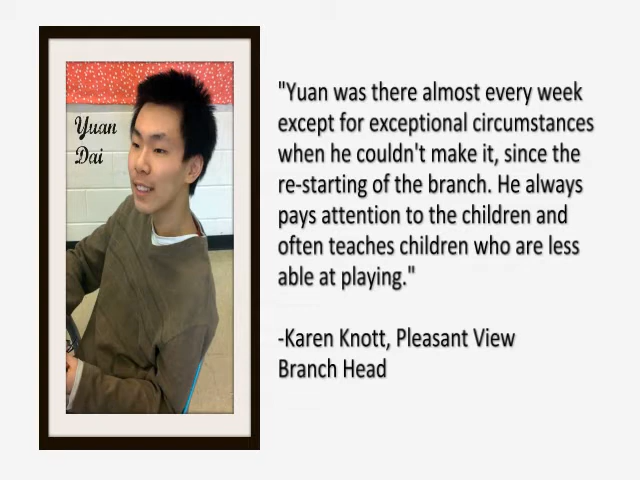 Yuan
Dai
"Yuan was there almost every week
except for exceptional circumstances
when he couldn't make it, since the
re-starting of the branch. He always
pays attention to the children and
often teaches children who are less
able at playing."
-Karen Knott, Pleasant View
Branch Head